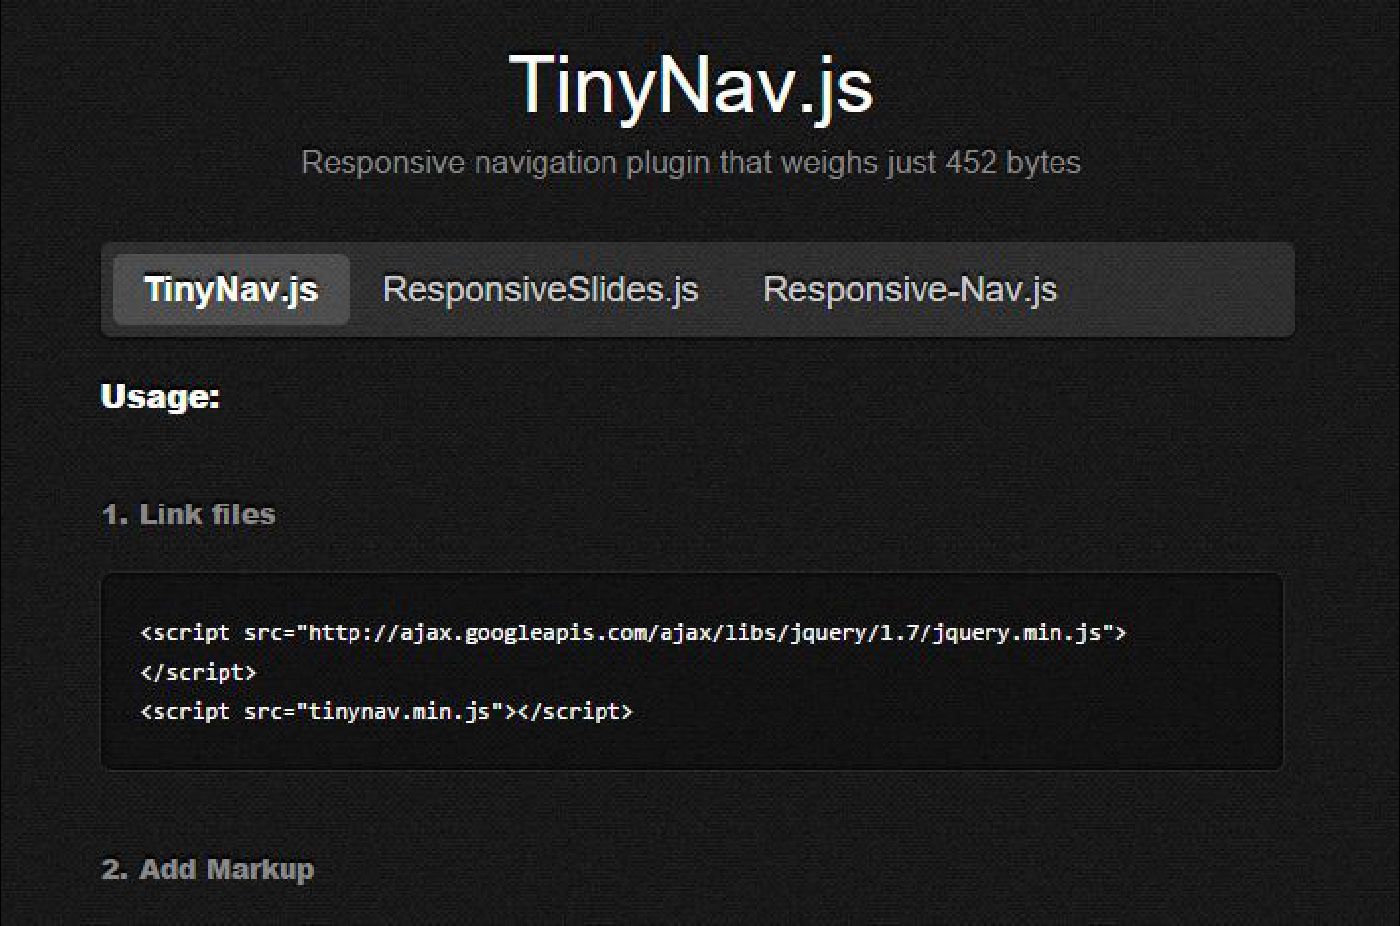 TinyNav.js
Responsive navigation plugin that weighs just 452 bytes
TinyNav.js ResponsiveSlides.js Responsive-Nav.js
Usage:
1. Link files
<script src="http://ajax.googleapis.com/ajax/libs/jquery/1.7/jquery.min.js">
</script>
<script src="tinynav.min.js"></script>
2. Add Markup